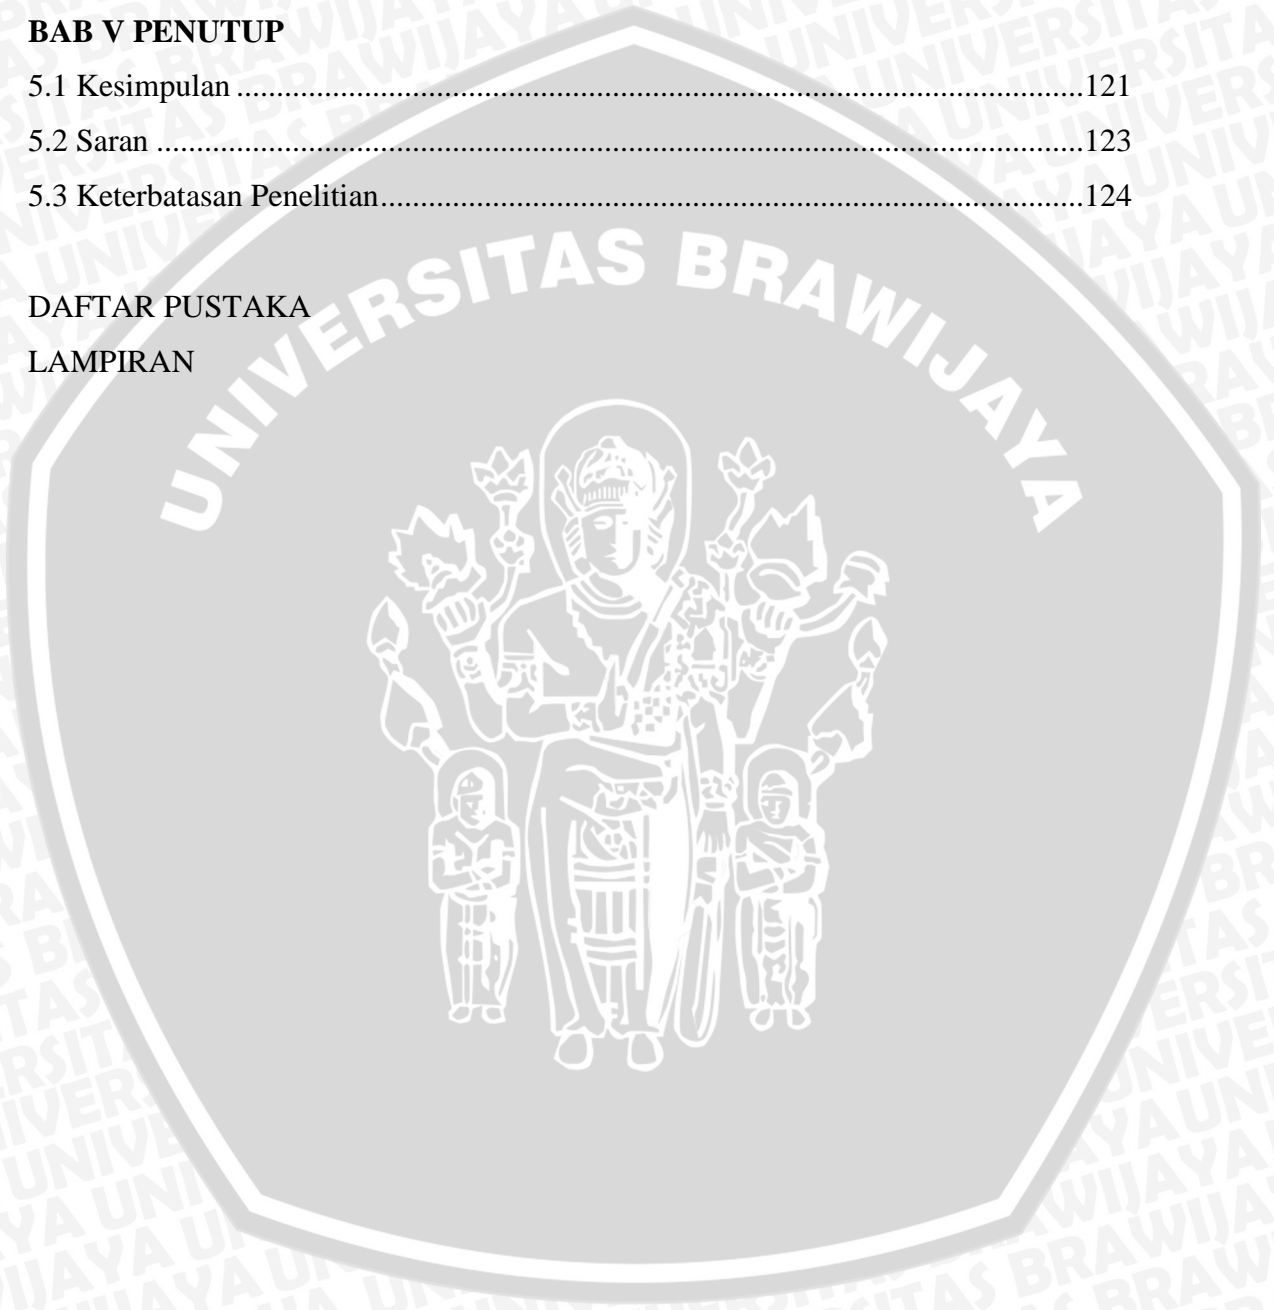 BAB V PENUTUP
5.1 Kesimpulan ..........................................................................................................121
5.2 Saran ....................................................................................................................123
5.3 Keterbatasan Penelitian........................................................................................124
DAFTAR PUSTAKA
LAMPIRAN
UNIVERSITAS BRAWIJAYA